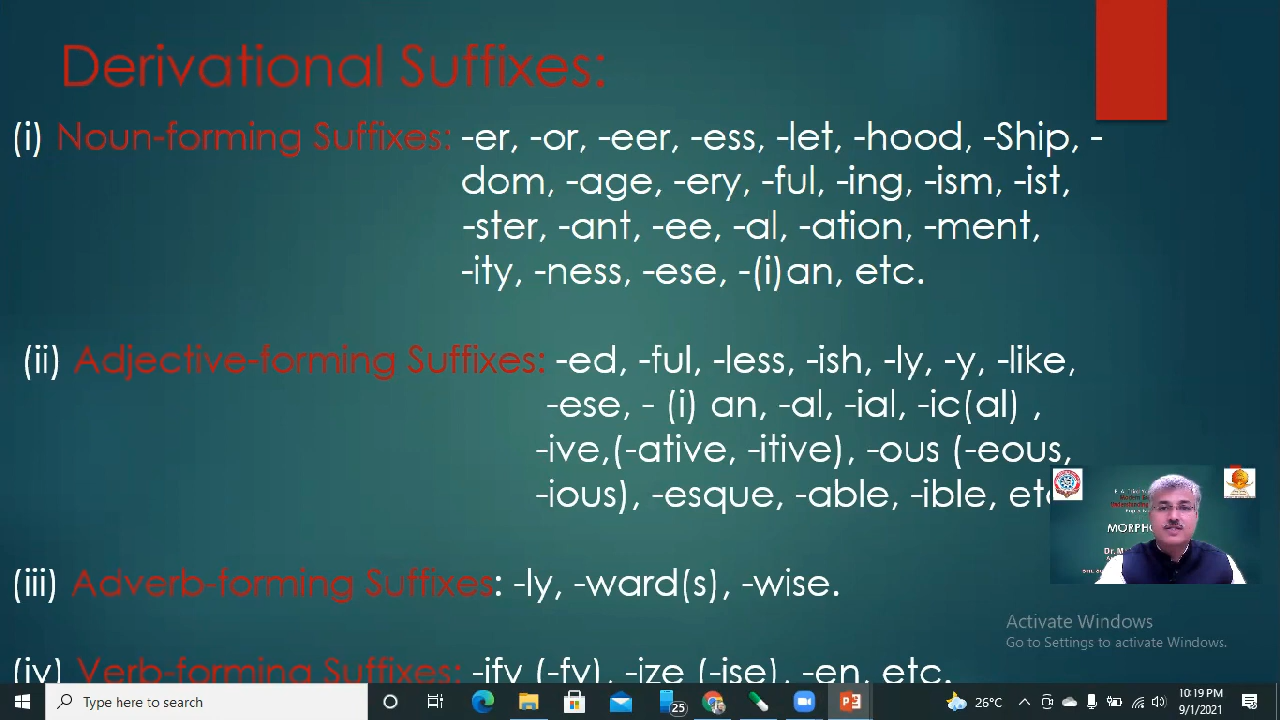 Derivational Suffixes:
(i) Noun-forming Suffixes: -er, -or, -eer, -ess, -let, -hood, -Ship, -
dom, -age, -ery, -ful, -ing, -ism, -ist,
-ster, -ant, -ee, -al, -ation, -ment,
-ity, -ness, -ese, -(i)an, etc.
(ii) Adjective-forming Suffixes: -ed, -ful, -less, -ish, -ly, -y, -like,
-ese, - (i) an, -al, -ial, -ic(al) ,
-ive,(-ative, -itive), -ous (-eous,
-ious), -esque, -able, -ible, etc
MORPHO
(iii) Adverb-forming Suffixes: -ly, -ward(s), -wise.
Activate Windows
Go to Settings to activate Windows.
(iv) Verb-forming Suffixes: -ify (-fy), -ize (-ise), -en, etc.
Type here to search
25
26°C
10:19 PM
9/1/2021